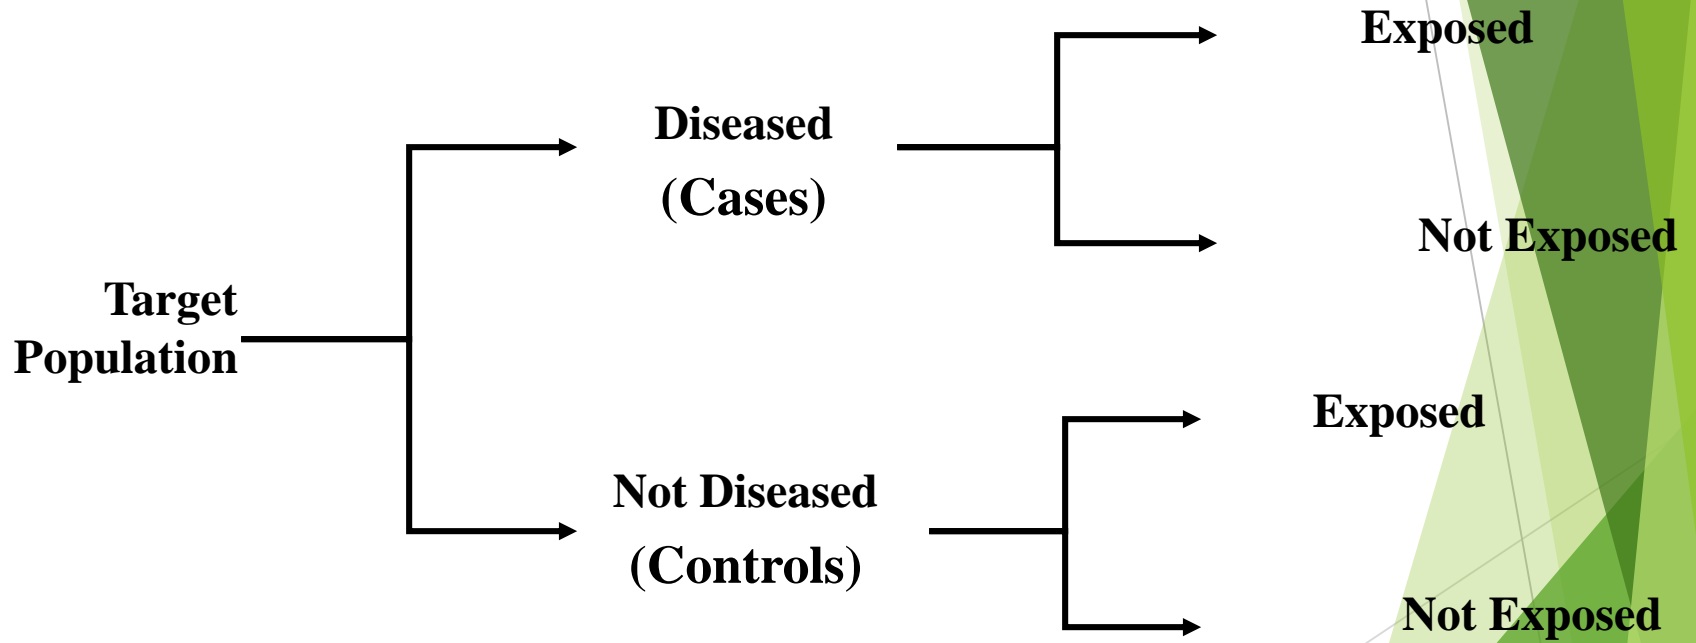 Exposed
Diseased
(Cases)
Not Exposed
Target
Population
Exposed
Not Diseased
(Controls)
Not Exposed